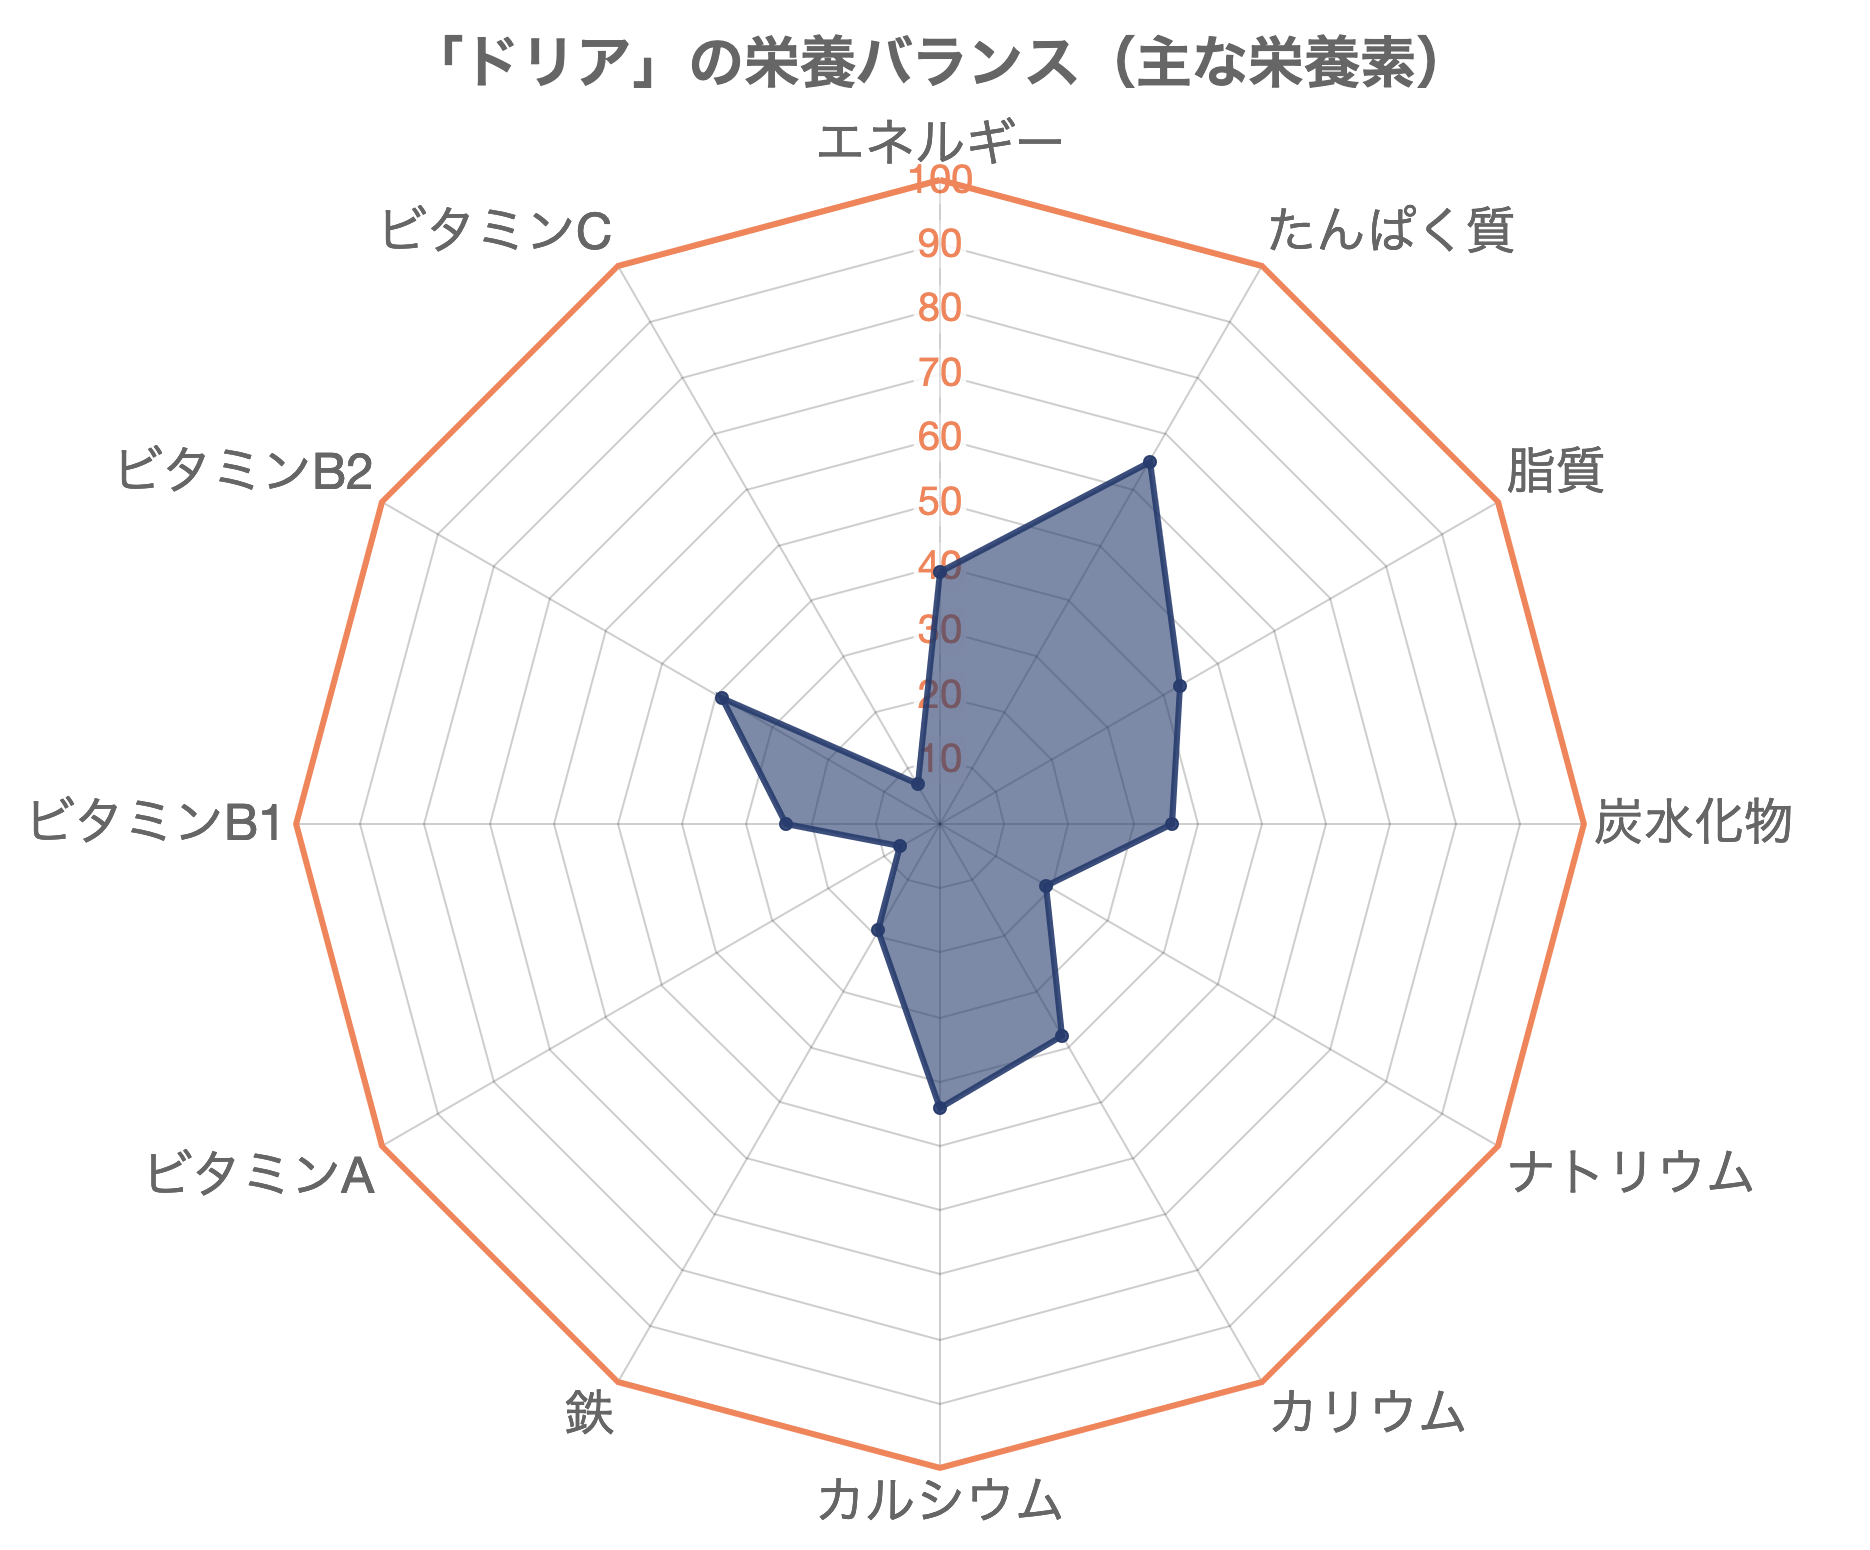 「ドリア」の栄養バランス（主な栄養素）
エネルギー
100
ビタミンC
たんぱく質
90
80
70
60
ビタミンB2
脂質
50
40
30
20
10
ビタミンB1
炭水化物
ビタミンA
ナトリウム
鉄
カリウム
カルシウム